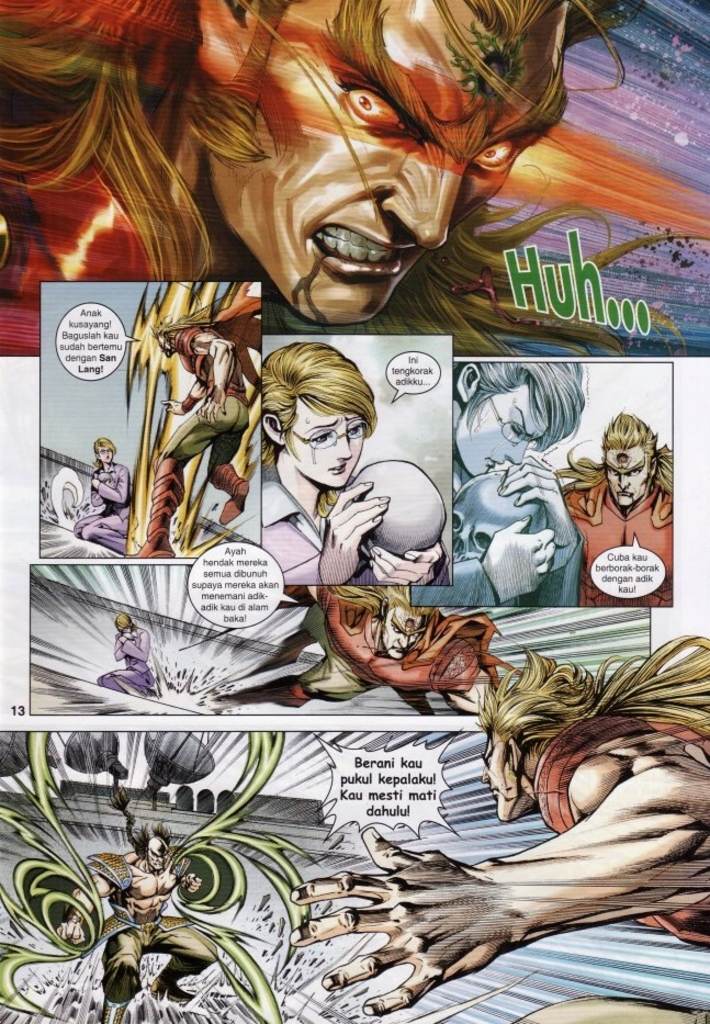 Huh...
Anak
kusayang!
Baguslah kau
sudah bertemu
dengan San
Lang!
Ini
tengkorak
adikku...
Cuba kau
berborak-borak
dengan adik
kau!
Ayah
hendak mereka
semua dibunuh
supaya mereka akan
menemani adik-
adik kau di alam
baka!
13
Berani kau
pukul kepalaku!
Kau mesti mati
dahulu!